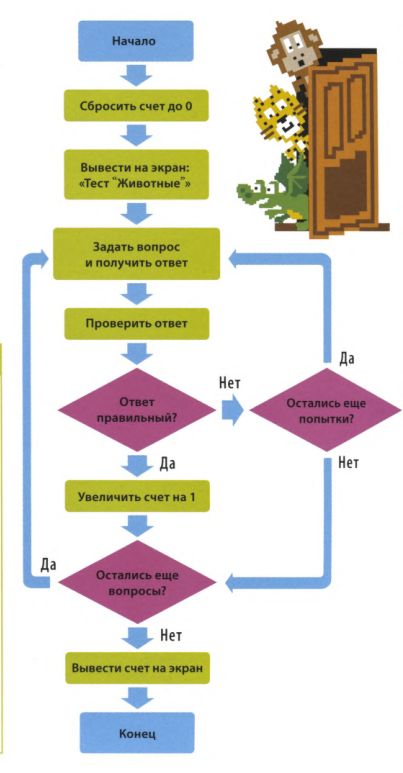 Начало
Сбросить счет до 0
Вывести на экран:
«Тест "Животные"»
Задать вопрос
и получить ответ
Проверить ответ
Да
Нет
Ответ
правильный?
Остались еще
попытки?
Да
Нет
Увеличить счет на 1
Да
Остались еще
вопросы?
Нет
Вывести счет на экран
Конец